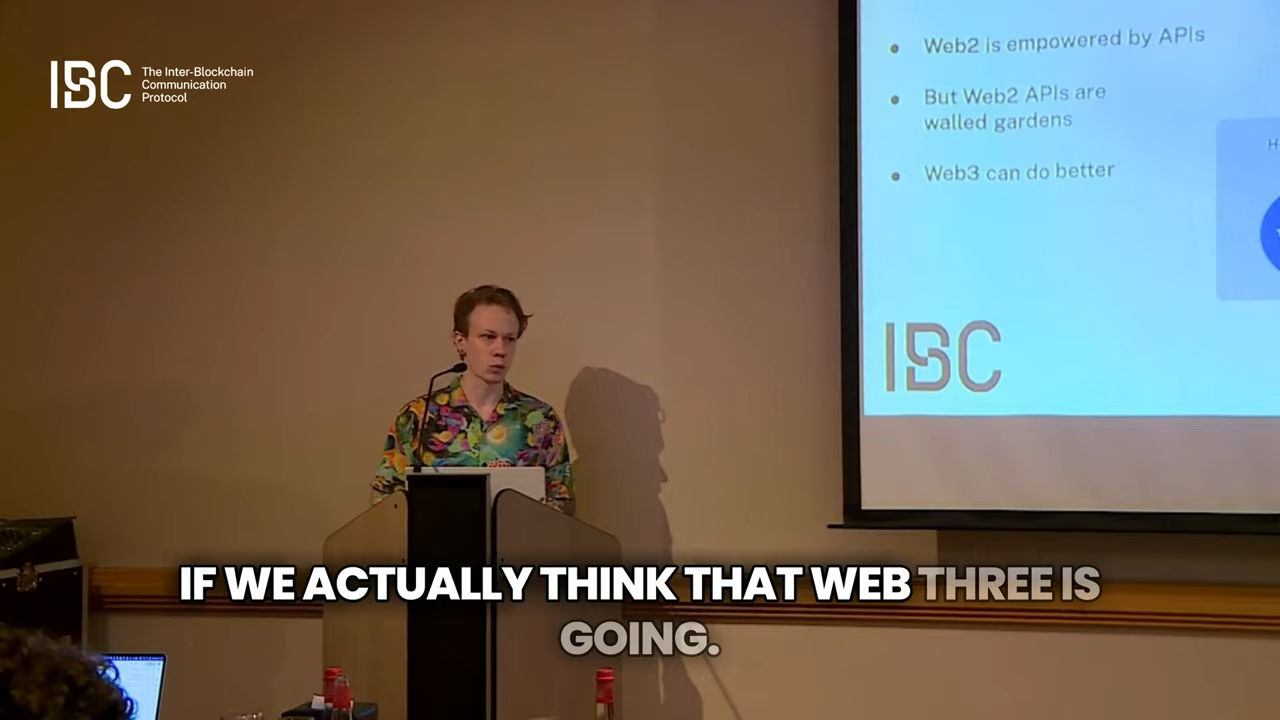 IBC
The Inter-Blockchain
Communication
Protocol
Web2 is empowered by APIs
But Web2 APIs are
walled gardens
Web3 can do better
IBC
IF WE ACTUALLY THINK THAT WEB THREE IS
GOING.